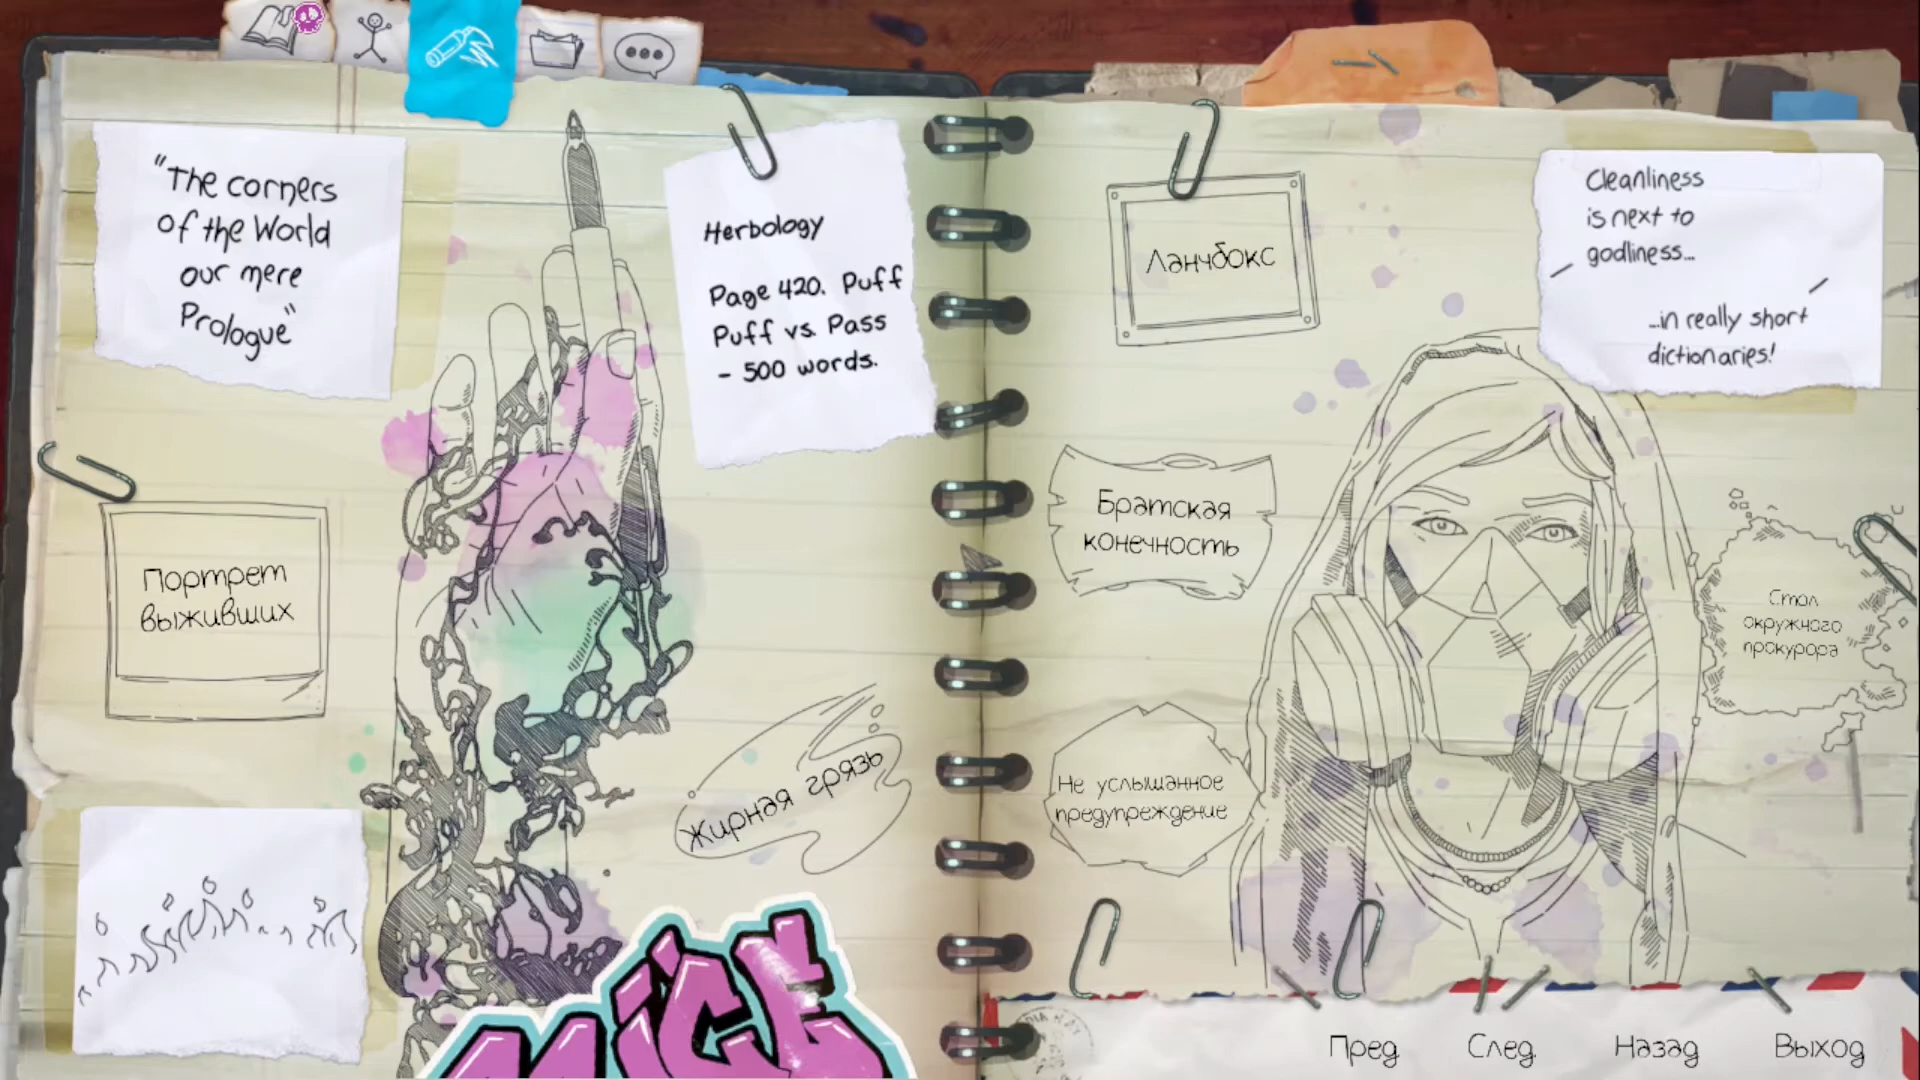 "The corners
of the World
our mere
Prologue"
Herbology
Page 420. Puff
Puff vs. Pass
- 500 words.
Портрет
выживших
Жирная грязь
NICE
Ланчбокс
Cleanliness
is next to
godliness...
...in really short
dictionaries!
Братская
конечность
Стол
окружного
прокурора
Не услышанное
предупреждение
Пред
След
Назад
Выход